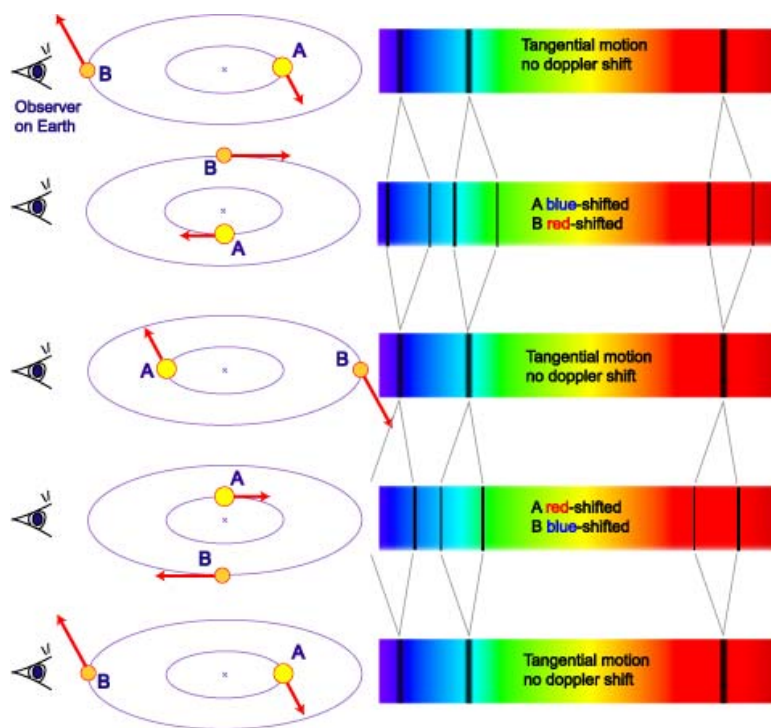 A
B
Observer
on Earth
Tangential motion
no doppler shift
B
A
A blue-shifted
B red-shifted
A
B
Tangential motion
no doppler shift
A
B
A red-shifted
B blue-shifted
A
B
Tangential motion
no doppler shift